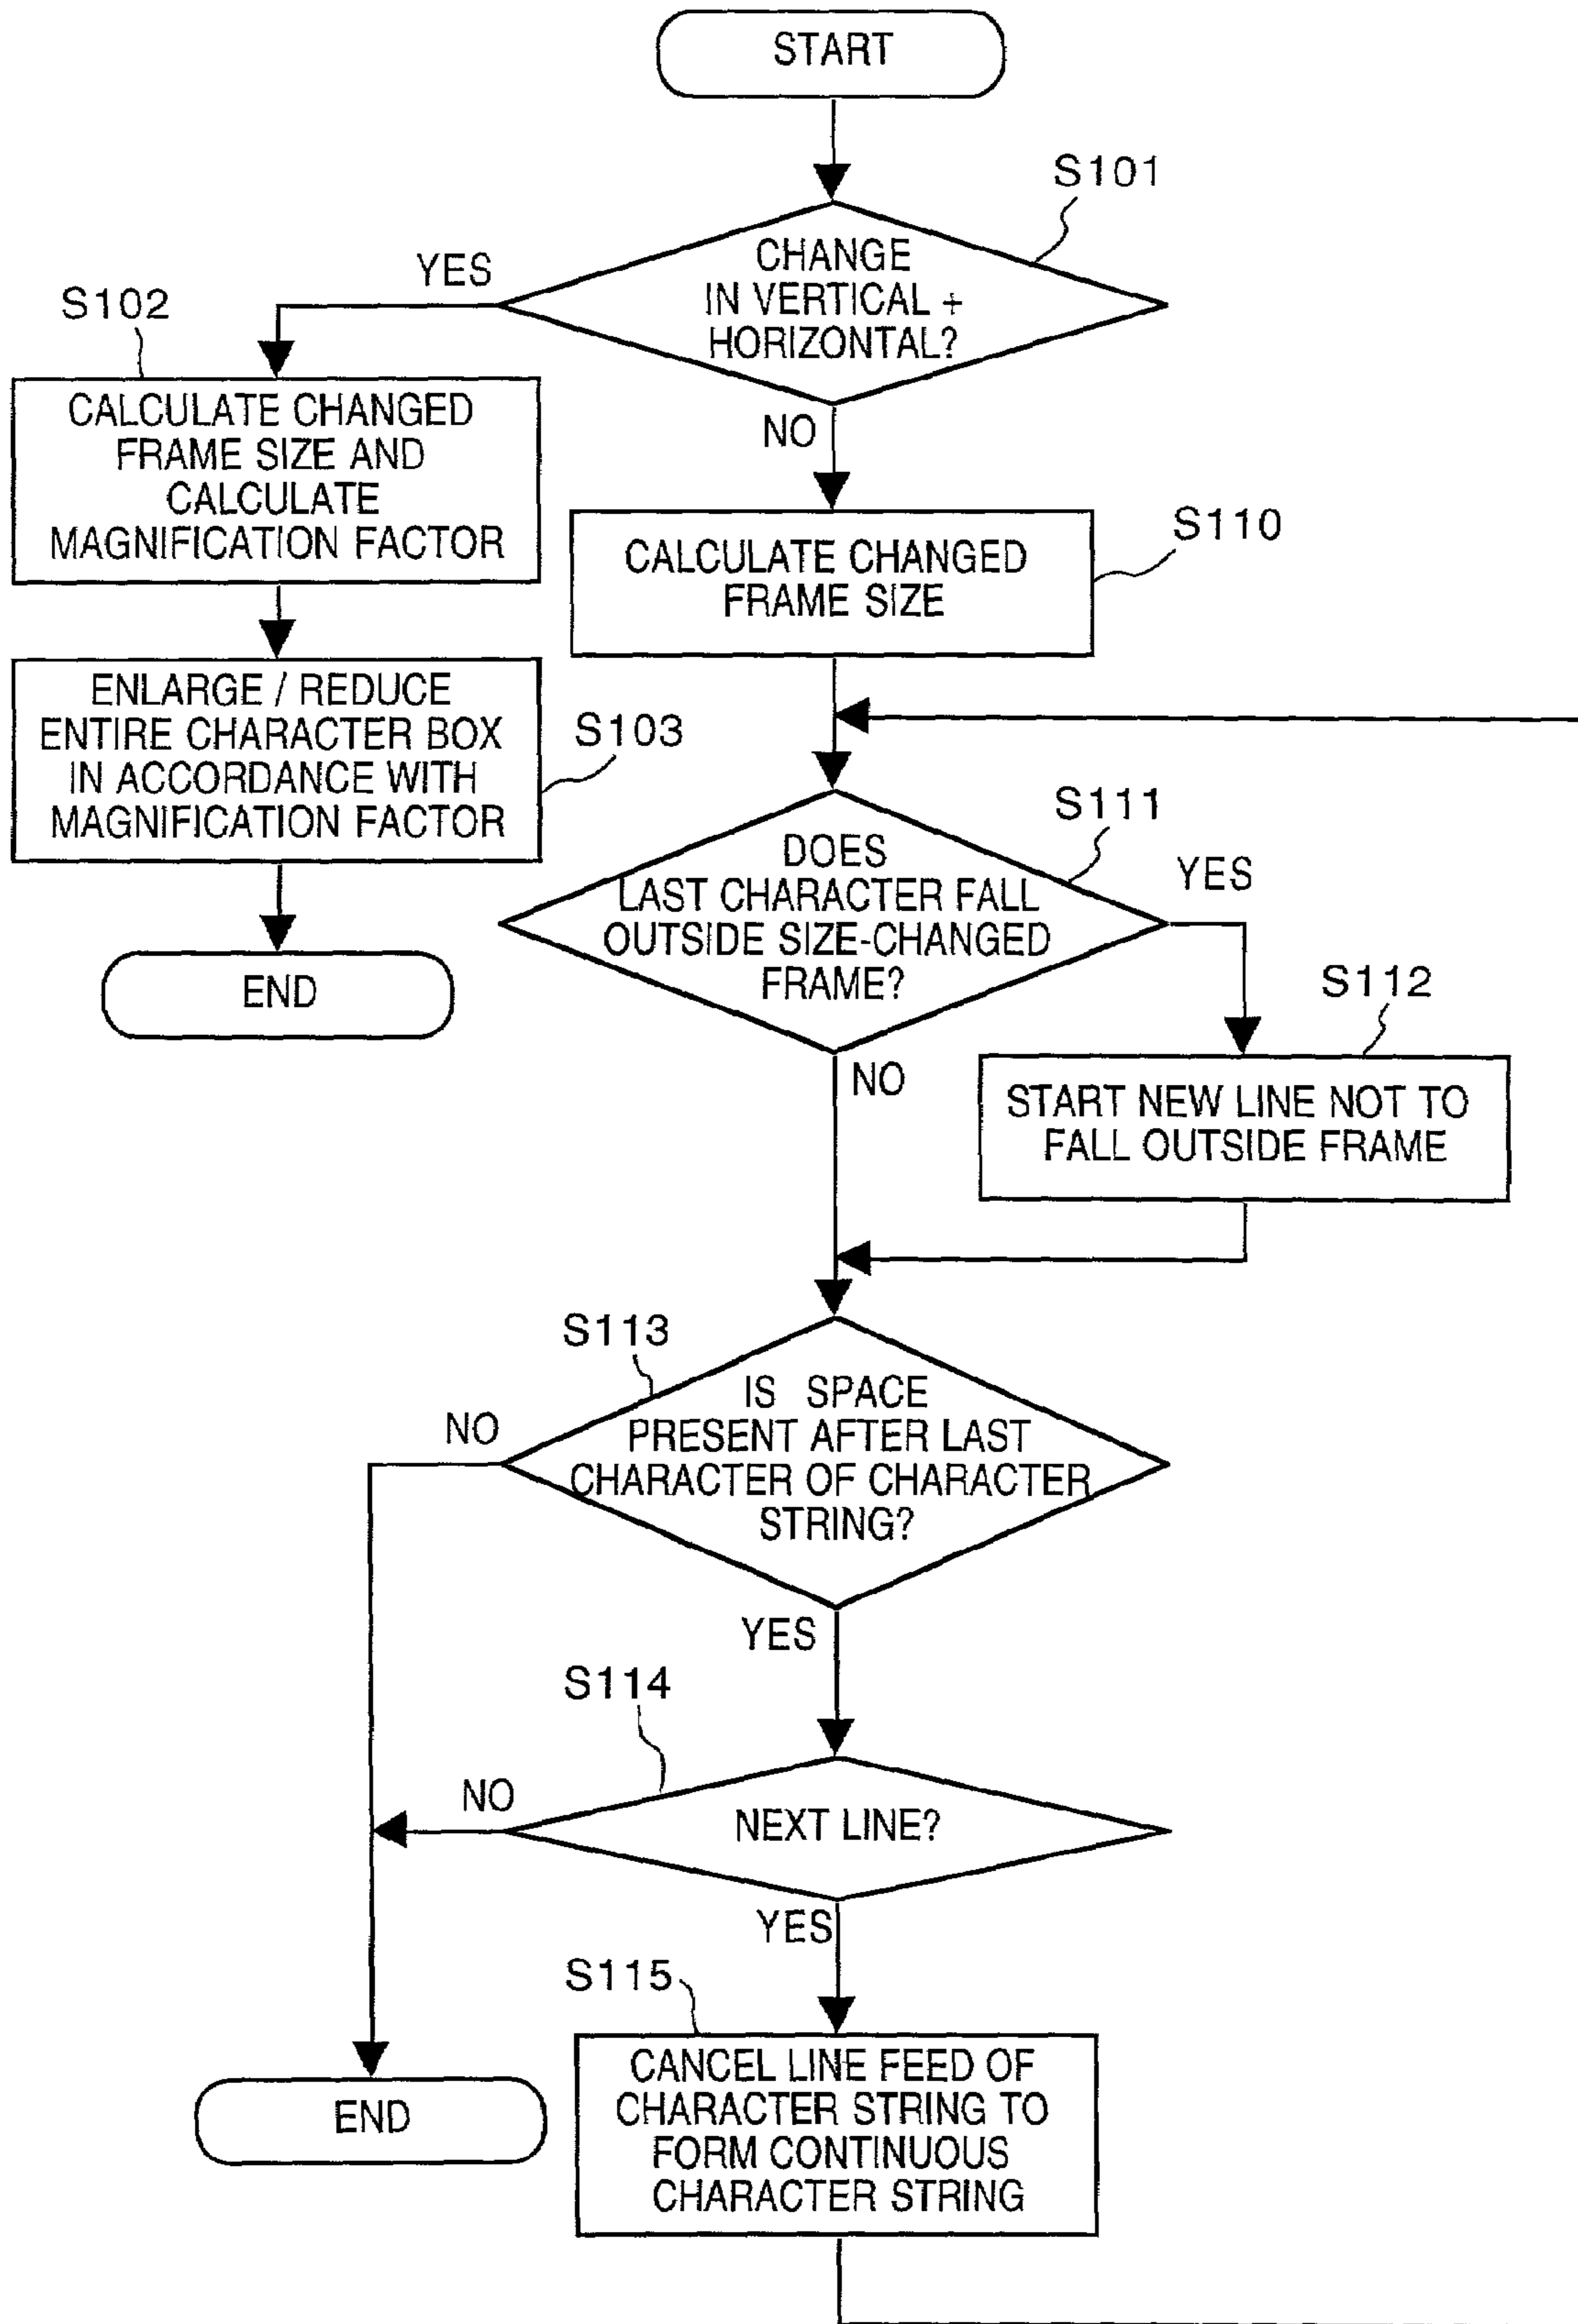 START
S101
CHANGE
IN VERTICAL +
HORIZONTAL?
YES
NO
S102
CALCULATE CHANGED
FRAME SIZE AND
CALCULATE
MAGNIFICATION FACTOR
S110
CALCULATE CHANGED
FRAME SIZE
ENLARGE / REDUCE
ENTIRE CHARACTER BOX
IN ACCORDANCE WITH
MAGNIFICATION FACTOR
S103
END
S111
DOES
LAST CHARACTER FALL
OUTSIDE SIZE-CHANGED
FRAME?
YES
NO
S112
START NEW LINE NOT TO
FALL OUTSIDE FRAME
S113
IS SPACE
PRESENT AFTER LAST
CHARACTER OF CHARACTER
STRING?
NO
YES
S114
NEXT LINE?
NO
YES
S115
CANCEL LINE FEED OF
CHARACTER STRING TO
FORM CONTINUOUS
CHARACTER STRING
END